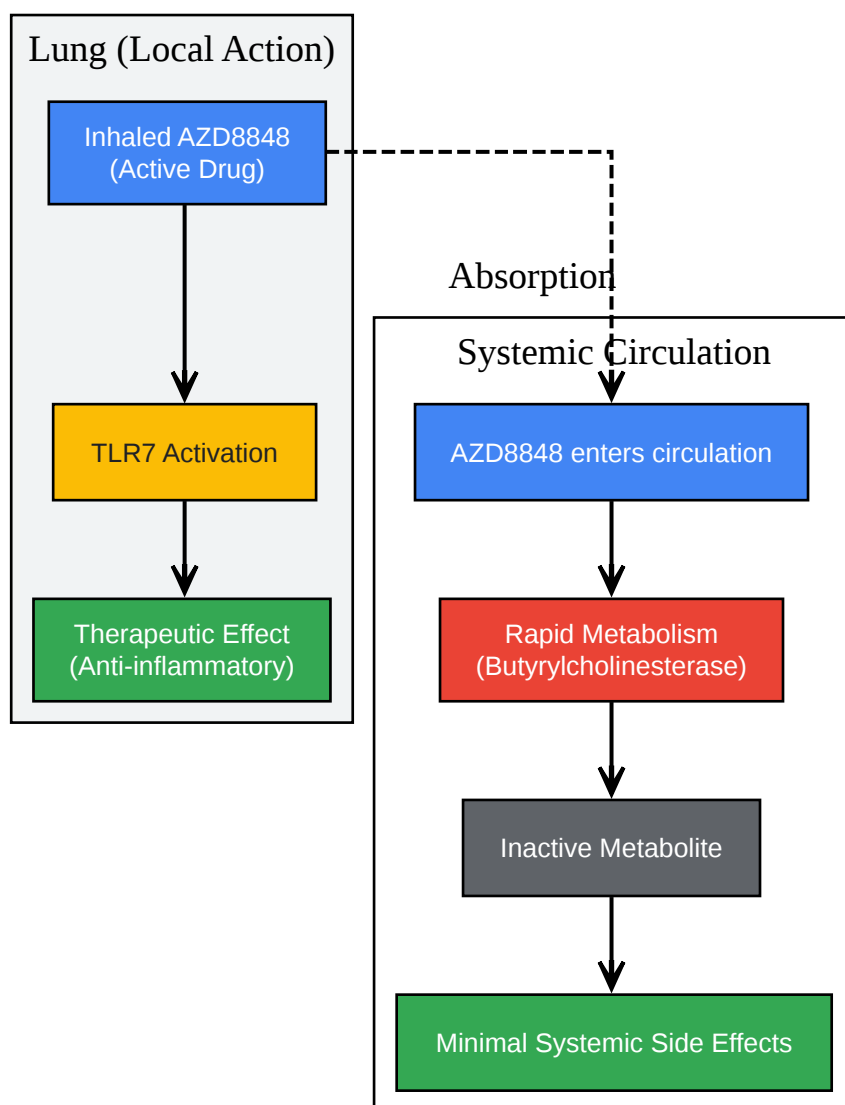 Lung (Local Action)
Inhaled AZD8848
(Active Drug)
TLR7 Activation
Therapeutic Effect
(Anti-inflammatory)
Absorption
Systemic Circulation
AZD8848 enters circulation
Rapid Metabolism
(Butyrylcholinesterase)
Inactive Metabolite
Minimal Systemic Side Effects